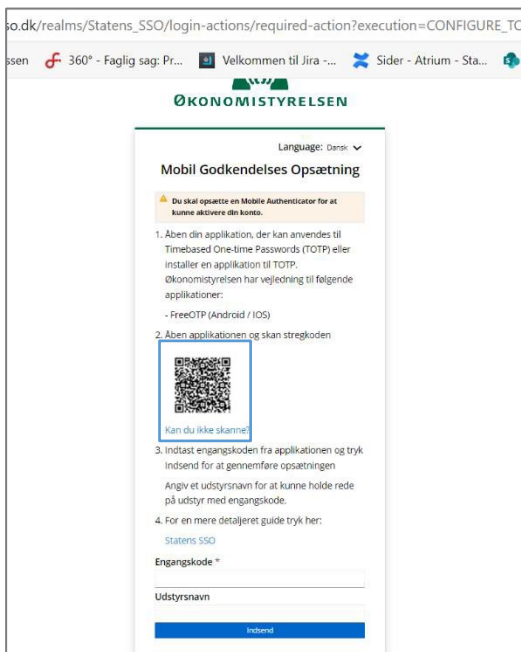 so.dk/realms/Statens_SSO/login-actions/required-action?execution=CONFIGURE_TO
ssen 360° - Faglig sag: Pr... Velkommen til Jira -... Sider - Atrium - Sta...
ØKONOMISTYRELSEN
Language: Dansk
Mobil Godkendelses Opsætning
Du skal opsætte en Mobile Authenticator for at
kunne aktivere din konto.
1. Åben din applikation, der kan anvendes til
Timebased One-time Passwords (TOTP) eller
installer en applikation til TOTP.
Økonomistyrelsen har vejledning til følgende
applikationer:
- FreeOTP (Android / IOS)
2. Åben applikationen og skan stregkoden
Kan du ikke skanne?
3. Indtast engangskoden fra applikationen og tryk
Indsend for at gennemføre opsætningen
Angiv et udstyrsnavn for at kunne holde rede
på udstyr med engangskode.
4. For en mere detaljeret guide tryk her:
Statens SSO
Engangskode *
Udstyrsnavn
Indsend